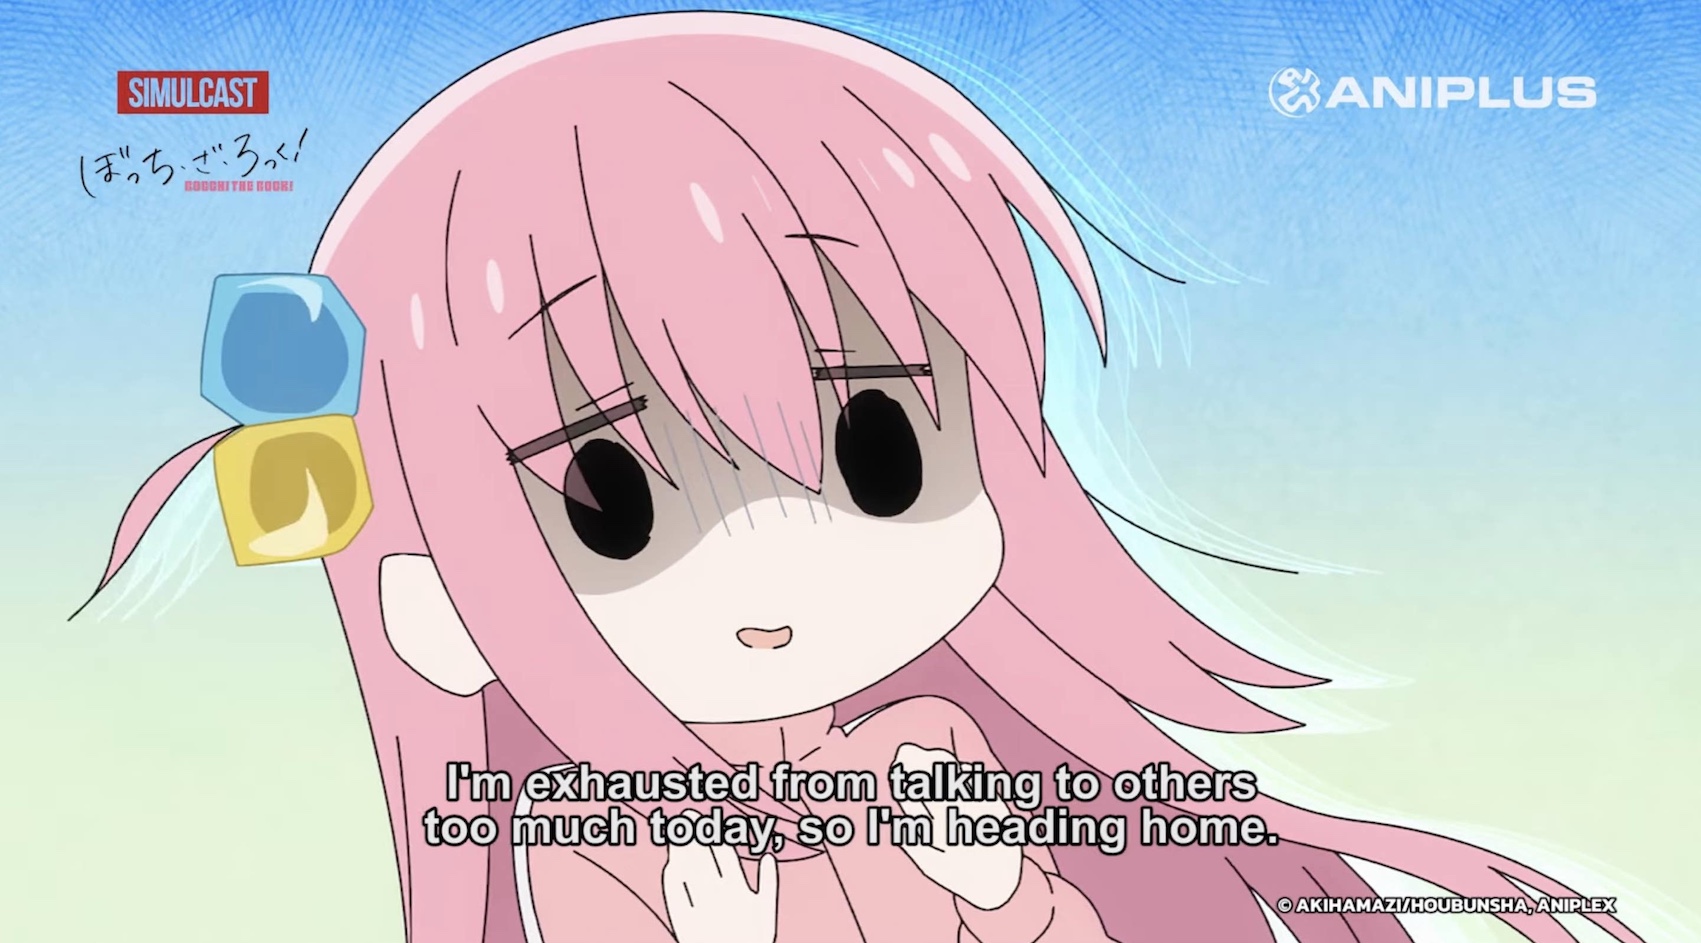 SIMULCAST
ANIPLUS
ぼっち・ざ・ろっく!
BOCCHI THE ROCK!
I'm exhausted from talking to others
too much today, so I'm heading home.
© AKIHAMAZI/HOUBUNSHA, ANIPLEX